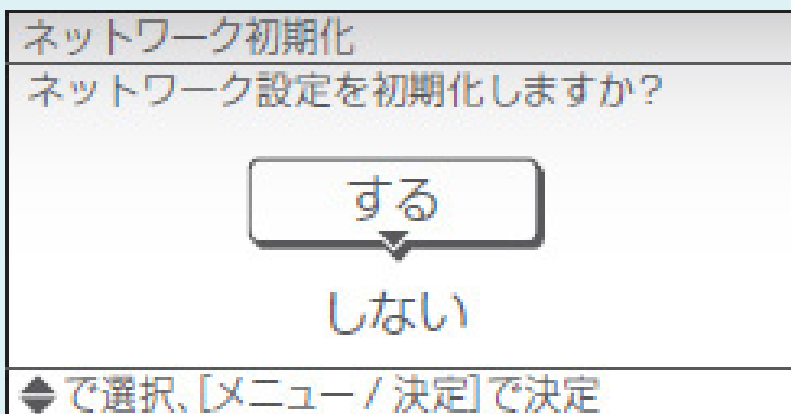 ネットワーク初期化
ネットワーク設定を初期化しますか?
する
しない
で選択、[メニュー / 決定]で決定